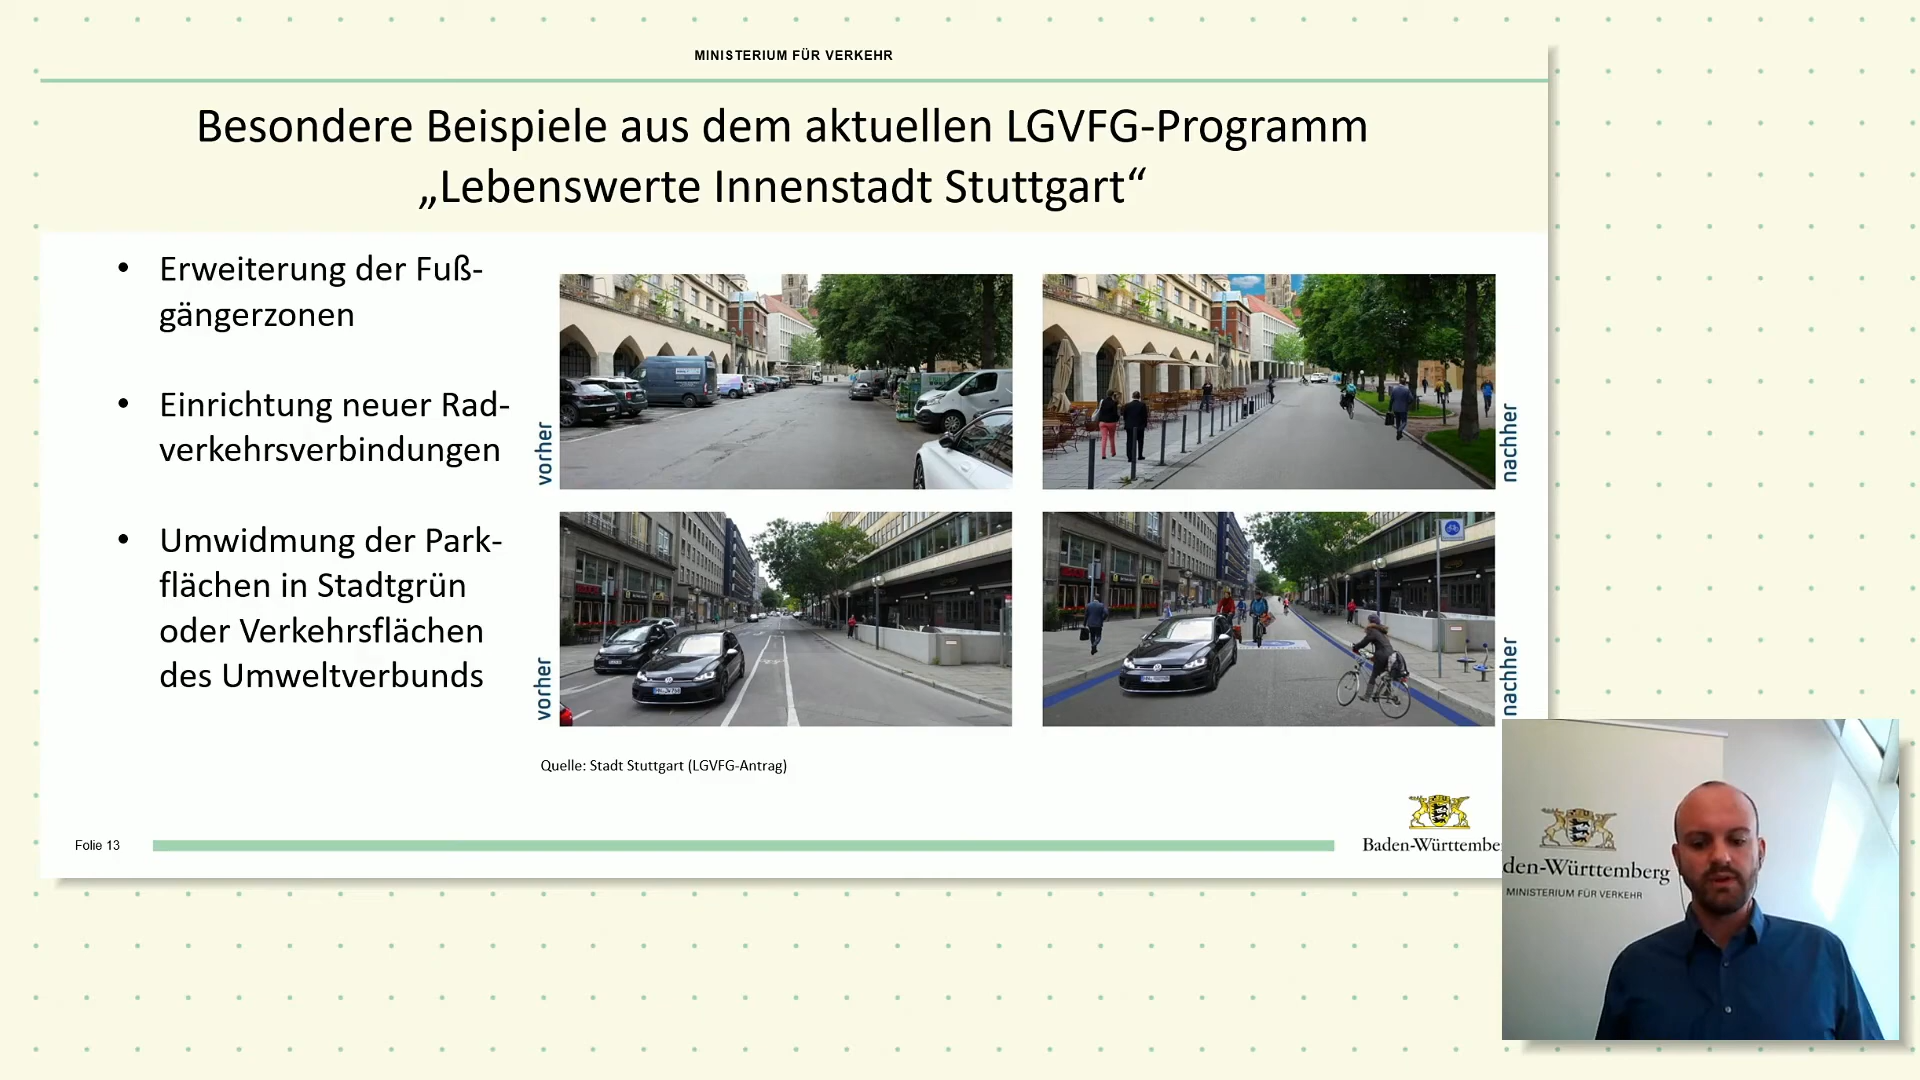 MINISTERIUM FÜR VERKEHR
Besondere Beispiele aus dem aktuellen LGVFG-Programm
„Lebenswerte Innenstadt Stuttgart“
• Erweiterung der Fuß-
gängerzonen
• Einrichtung neuer Rad-
verkehrsverbindungen
• Umwidmung der Park-
flächen in Stadtgrün
oder Verkehrsflächen
des Umweltverbunds
vorher
nachher
vorher
nachher
Quelle: Stadt Stuttgart (LGVFG-Antrag)
Folie 13
Baden-Württembe
den-Württemberg
MINISTERIUM FÜR VERKEHR